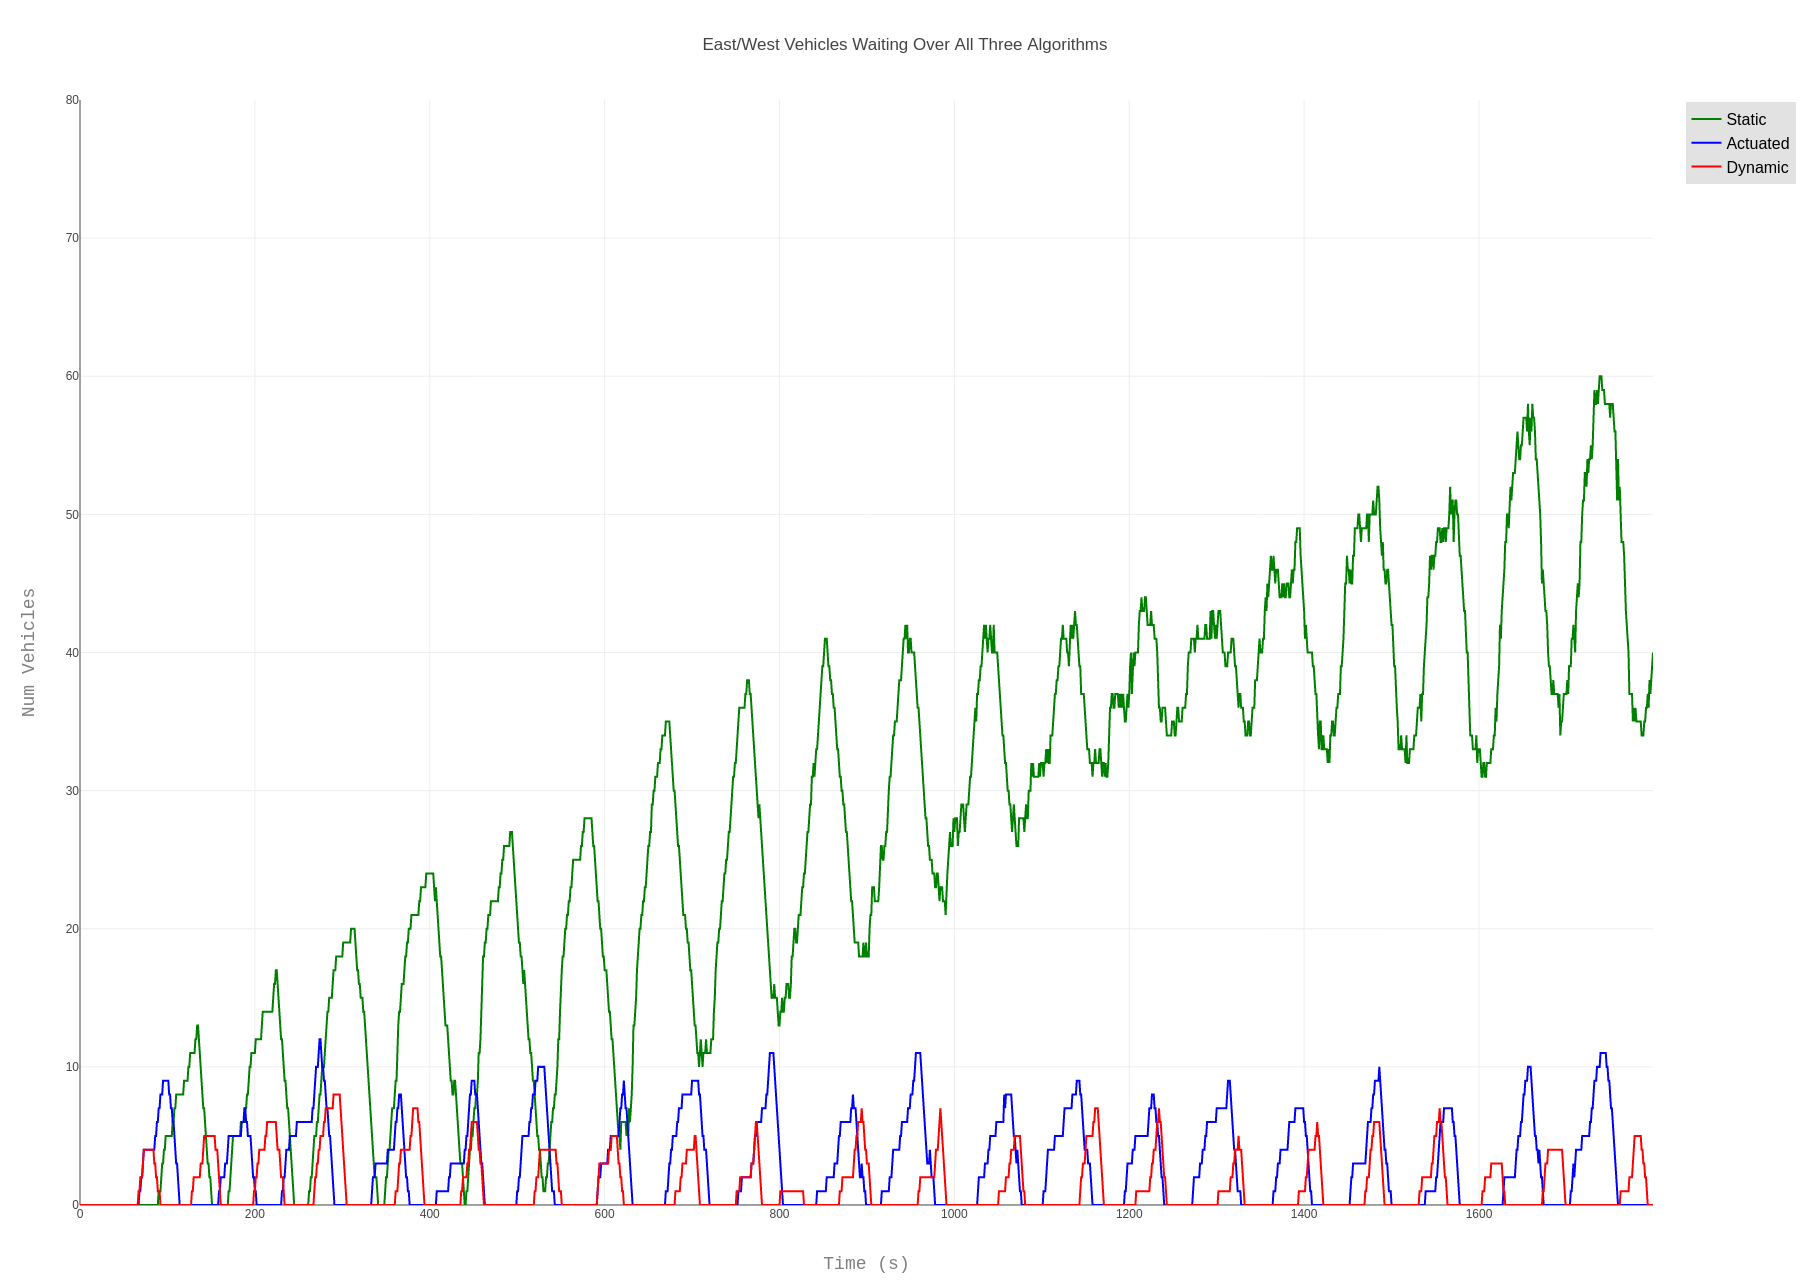 East/West Vehicles Waiting Over All Three Algorithms
80
70
60
50
40
30
20
10
0
Num Vehicles
0 200 400 600 800 1000 1200 1400 1600
Time (s)
Static
Actuated
Dynamic